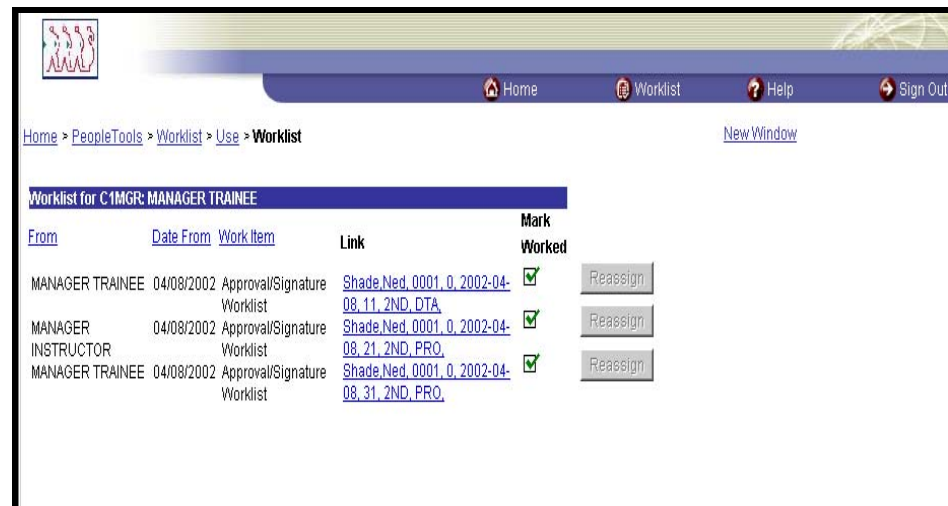 Home Worklist Help Sign Out
Home > PeopleTools > Worklist > Use > Worklist New Window
Worklist for C1MGR: MANAGER TRAINEE
From Date From Work Item Link Mark Worked
MANAGER TRAINEE 04/08/2002 Approval/Signature Worklist Shade,Ned, 0001, 0, 2002-04-08, 11, 2ND, DTA, Reassign
MANAGER INSTRUCTOR 04/08/2002 Approval/Signature Worklist Shade,Ned, 0001, 0, 2002-04-08, 21, 2ND, PRO, Reassign
MANAGER TRAINEE 04/08/2002 Approval/Signature Worklist Shade,Ned, 0001, 0, 2002-04-08, 31, 2ND, PRO, Reassign